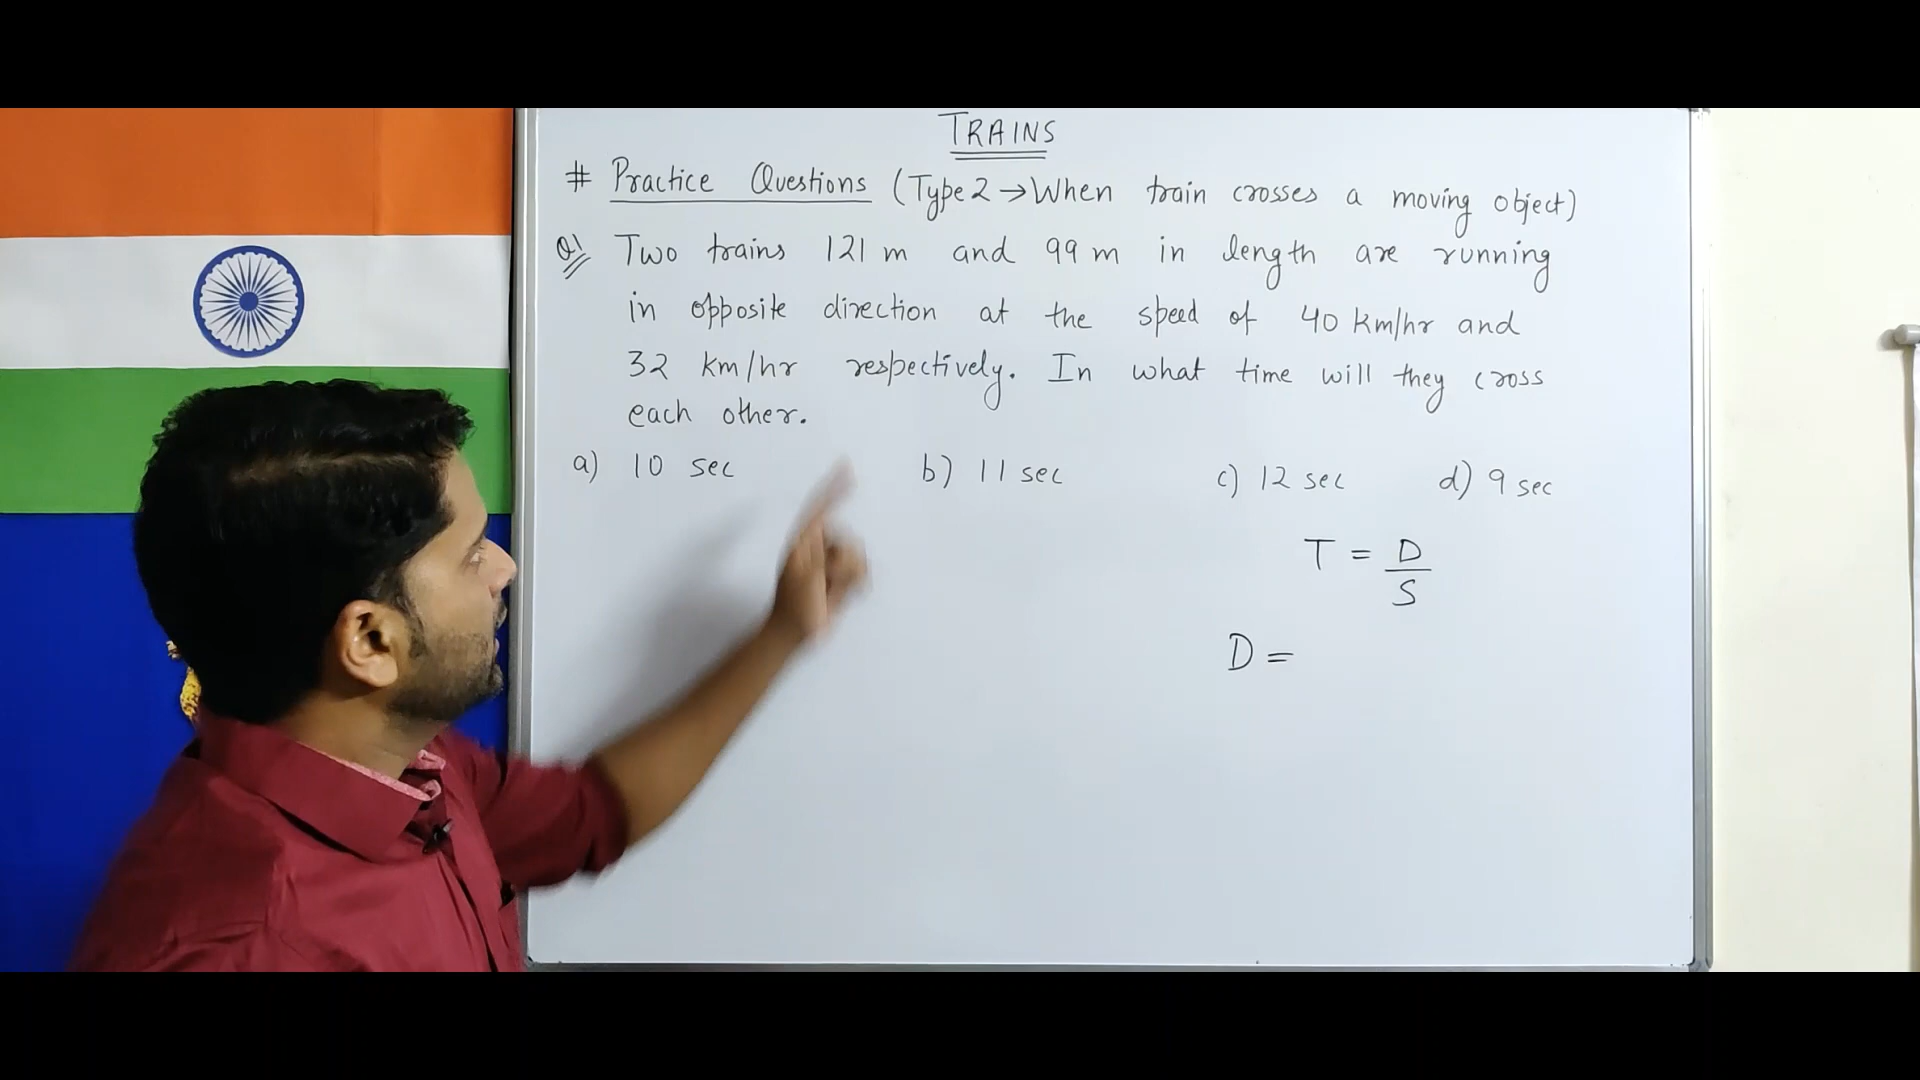 TRAINS
# Practice Questions (Type 2 → When train crosses a moving object)
Q1 Two trains 121 m and 99 m in length are running
in opposite direction at the speed of 40 km/hr and
32 km/hr respectively. In what time will they cross
each other.
a) 10 sec b) 11 sec c) 12 sec d) 9 sec
T = D/S
D =